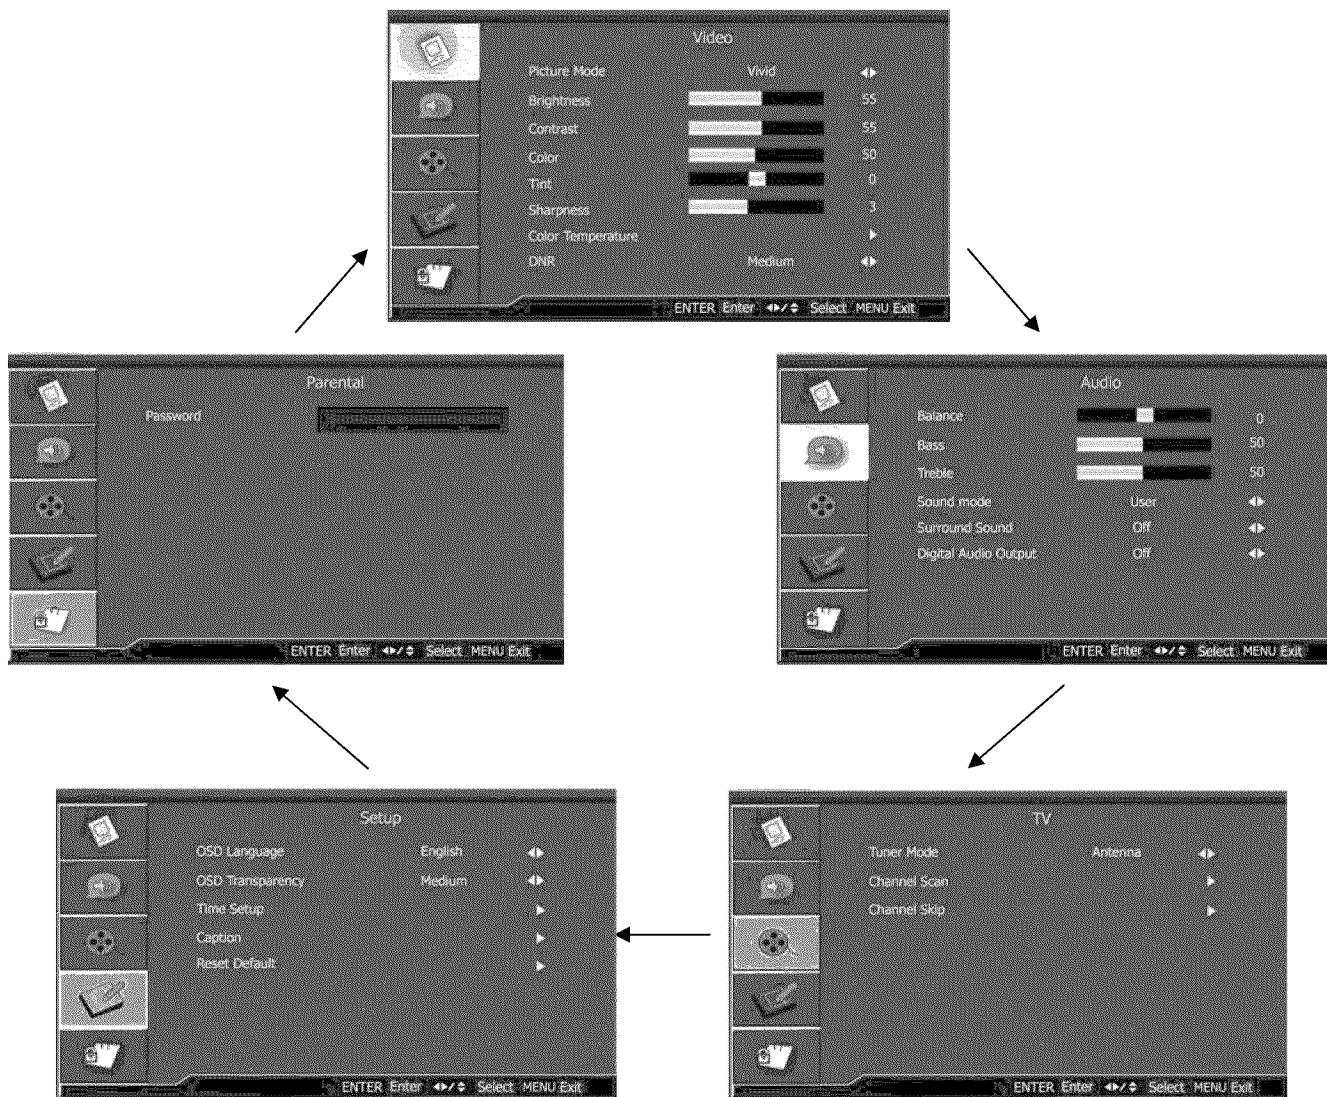 Video
Picture Mode Vivid
Brightness 55
Contrast 55
Color 50
Tint 0
Sharpness 3
Color Temperature
DNR Medium
ENTER Enter Select MENU Exit
Parental
Password
ENTER Enter Select MENU Exit
Audio
Balance 0
Bass 50
Treble 50
Sound mode User
Surround Sound Off
Digital Audio Output Off
ENTER Enter Select MENU Exit
Setup
OSD Language English
OSD Transparency Medium
Time Setup
Caption
Reset Default
ENTER Enter Select MENU Exit
TV
Tuner Mode Antenna
Channel Scan
Channel Skip
ENTER Enter Select MENU Exit